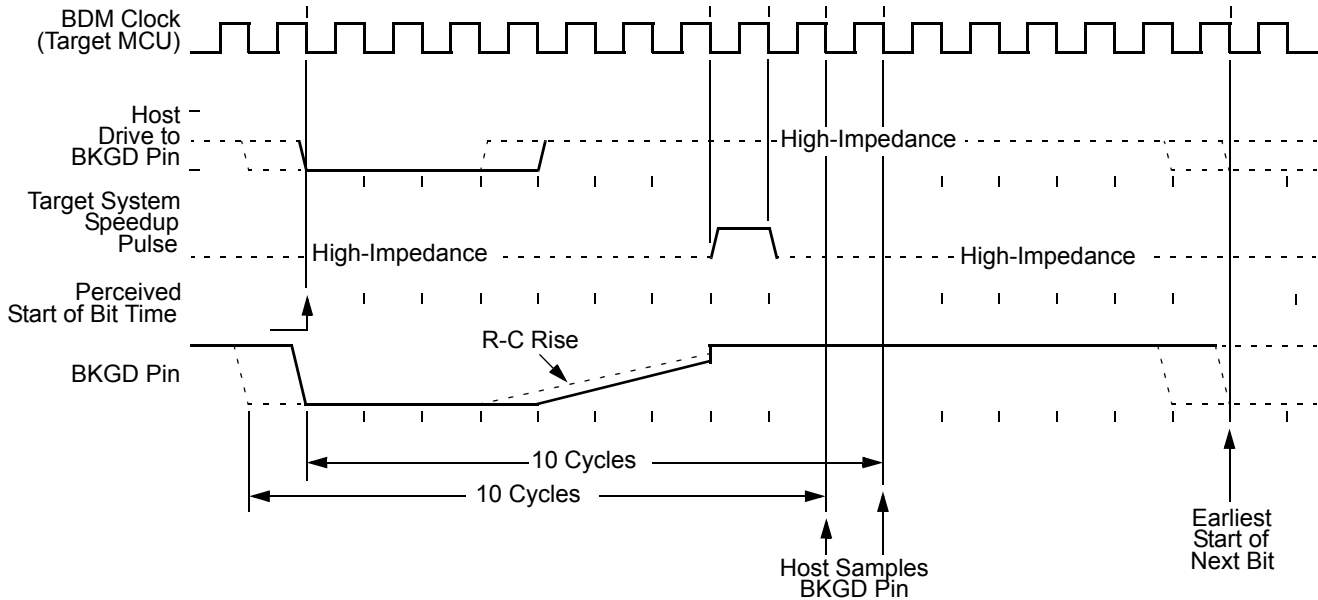 BDM Clock
(Target MCU)
Host
Drive to
BKGD Pin
High-Impedance
Target System
Speedup
Pulse
High-Impedance
High-Impedance
Perceived
Start of Bit Time
R-C Rise
BKGD Pin
10 Cycles
10 Cycles
Host Samples
BKGD Pin
Earliest
Start of
Next Bit